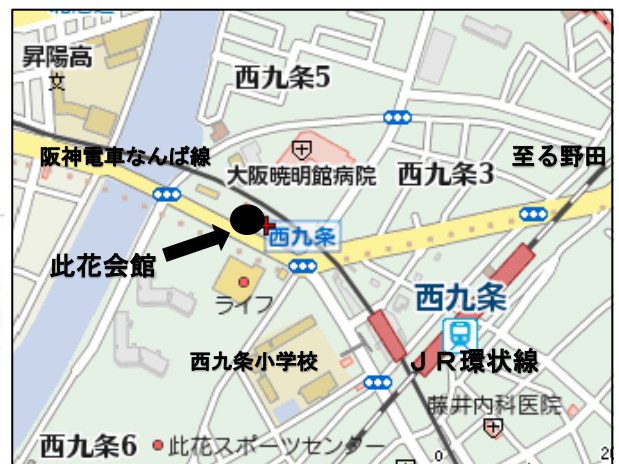 昇陽高
文
西九条5
阪神電車なんば線
大阪暁明館病院
西九条3
至る野田
西九条
此花会館
ライフ
西九条
西九条小学校
JR環状線
藤井内科医院
西九条6
此花スポーツセンター
0